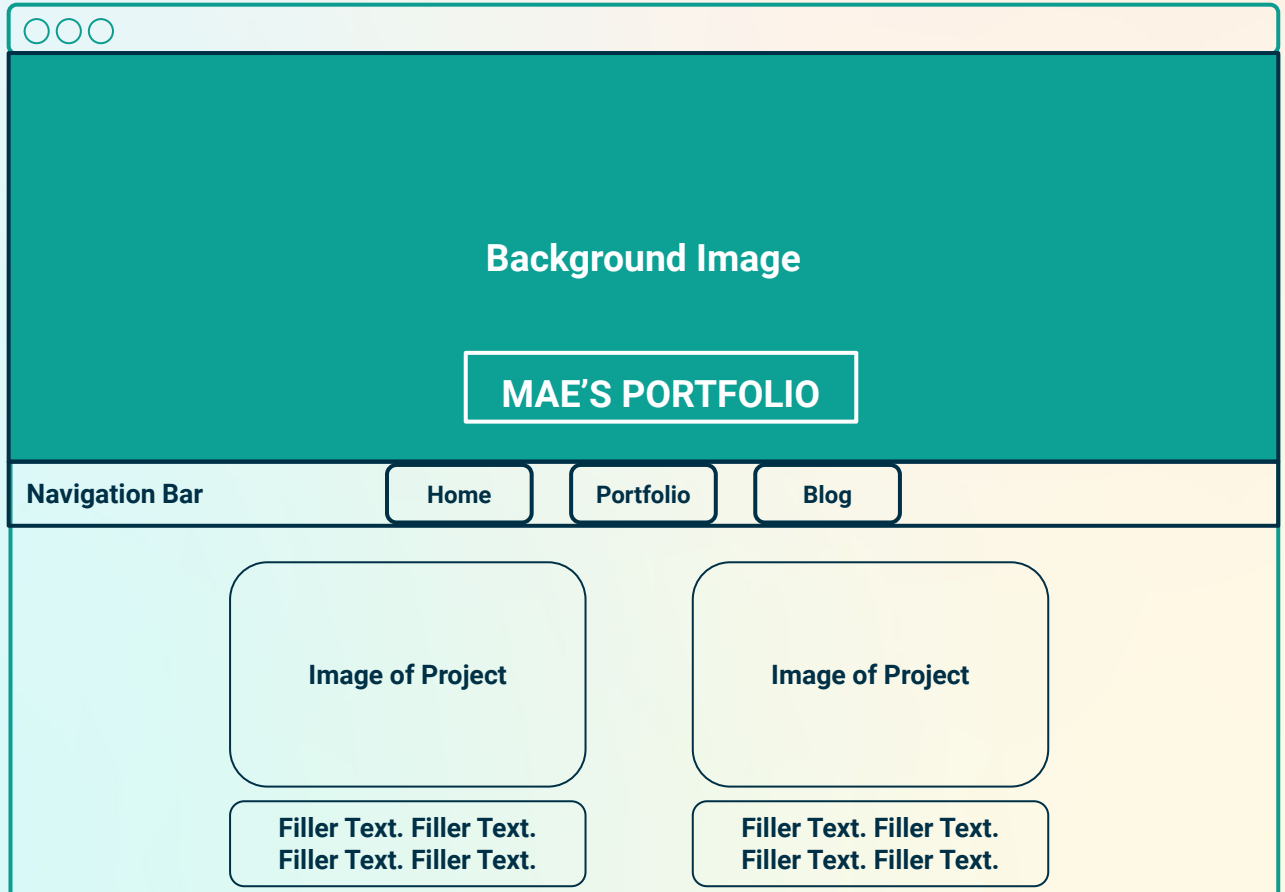 Background Image
MAE’S PORTFOLIO
Navigation Bar
Home
Portfolio
Blog
Image of Project
Image of Project
Filler Text. Filler Text.
Filler Text. Filler Text.
Filler Text. Filler Text.
Filler Text. Filler Text.